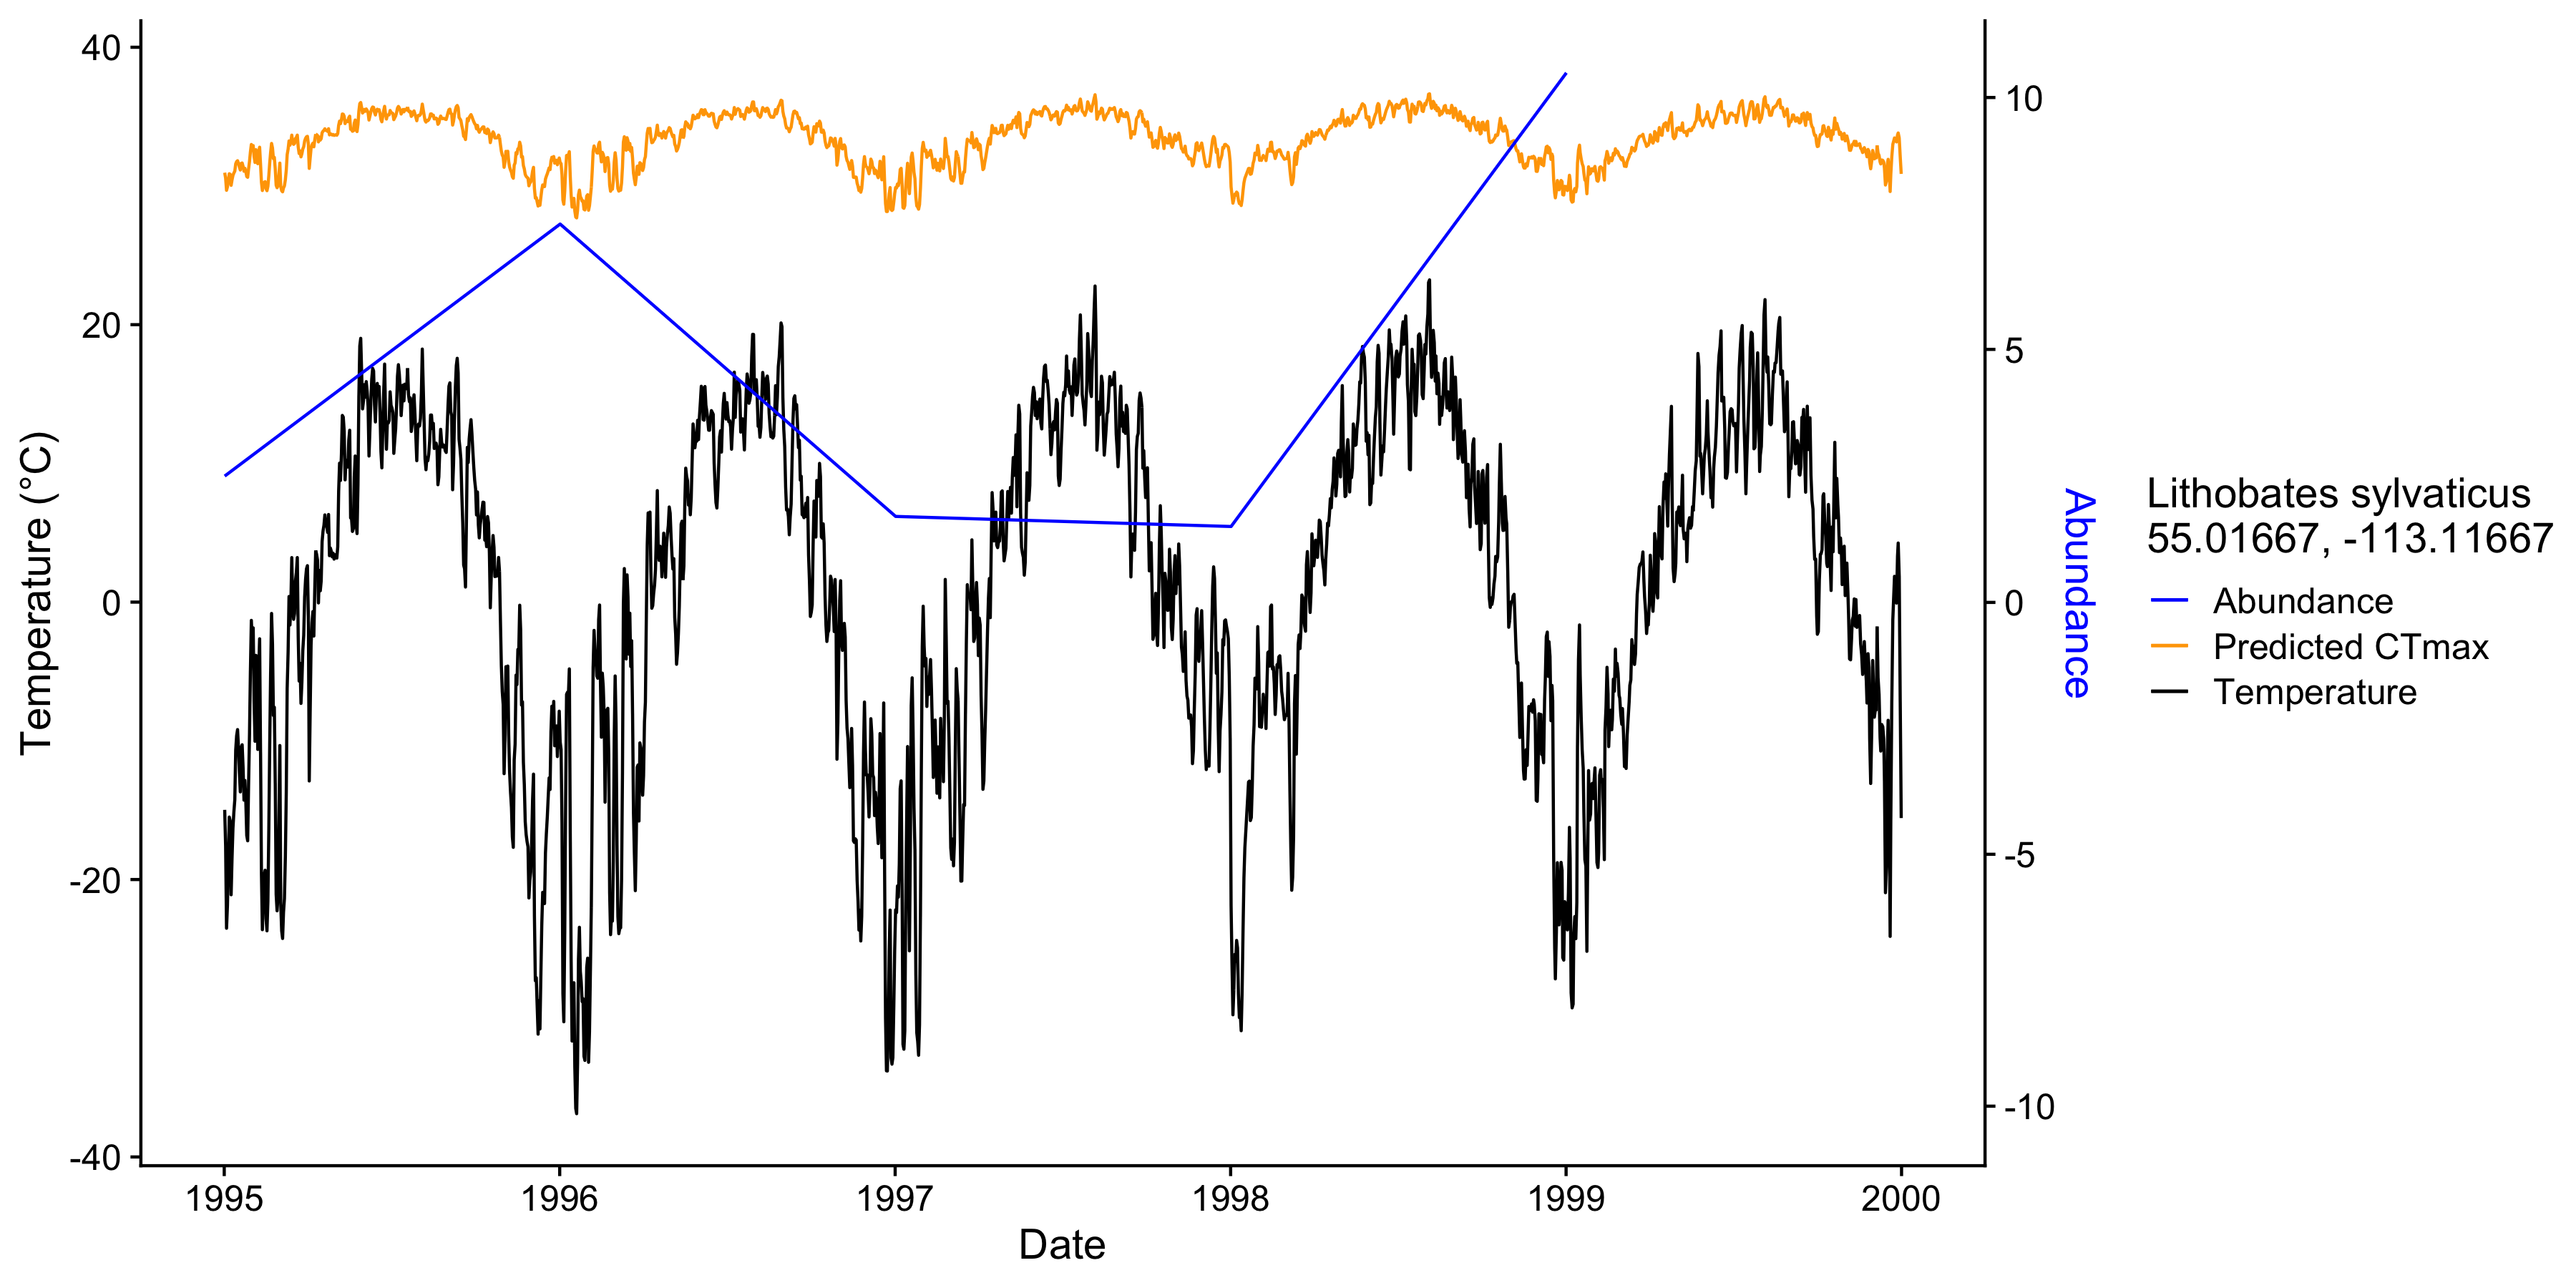 40
20
0
-20
-40
Temperature (°C)
1995
1996
1997
1998
1999
2000
Date
10
5
0
-5
-10
Abundance
Lithobates sylvaticus
55.01667, -113.11667
Abundance
Predicted CTmax
Temperature